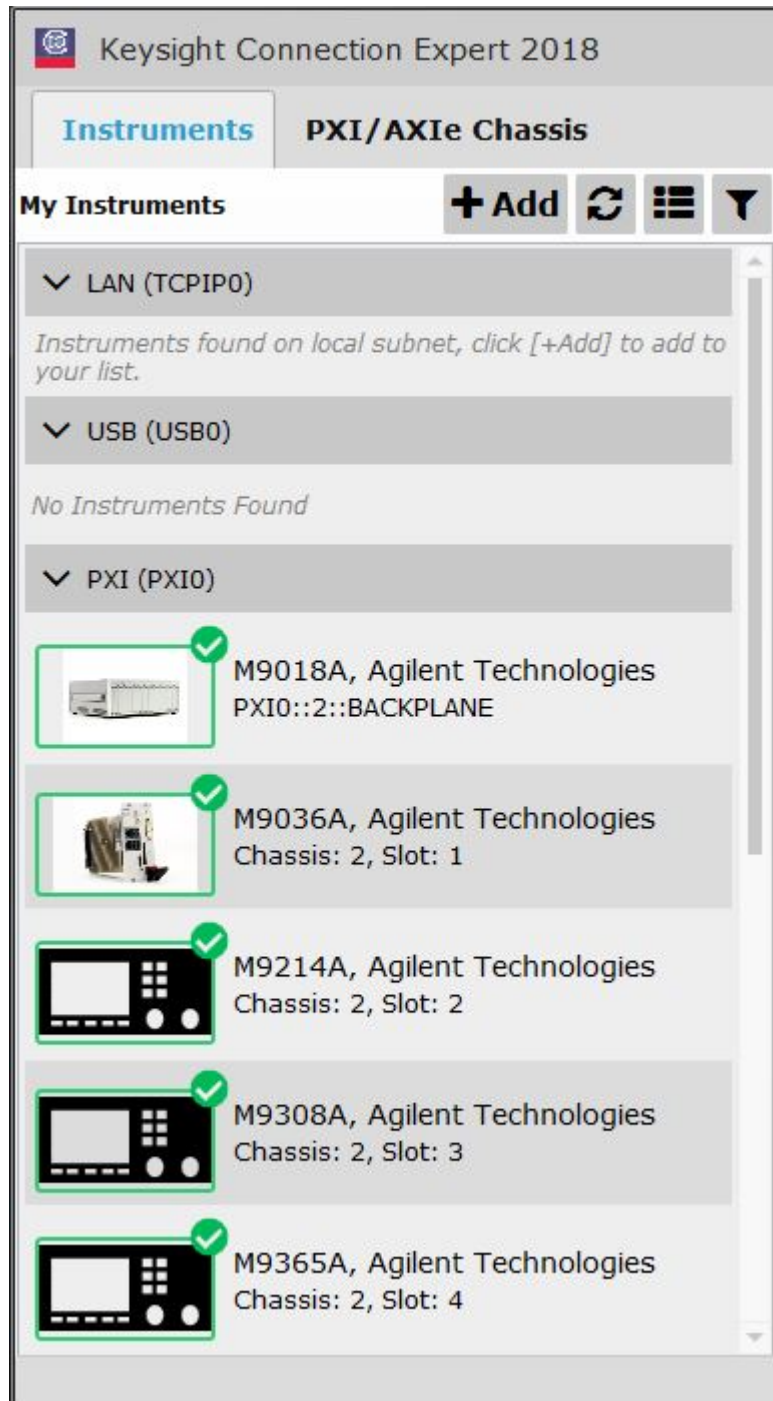 Keysight Connection Expert 2018
Instruments
PXI/AXIe Chassis
My Instruments
+ Add
LAN (TCPIP0)
Instruments found on local subnet, click [+Add] to add to
your list.
USB (USB0)
No Instruments Found
PXI (PXI0)
M9018A, Agilent Technologies
PXI0::2::BACKPLANE
M9036A, Agilent Technologies
Chassis: 2, Slot: 1
M9214A, Agilent Technologies
Chassis: 2, Slot: 2
M9308A, Agilent Technologies
Chassis: 2, Slot: 3
M9365A, Agilent Technologies
Chassis: 2, Slot: 4